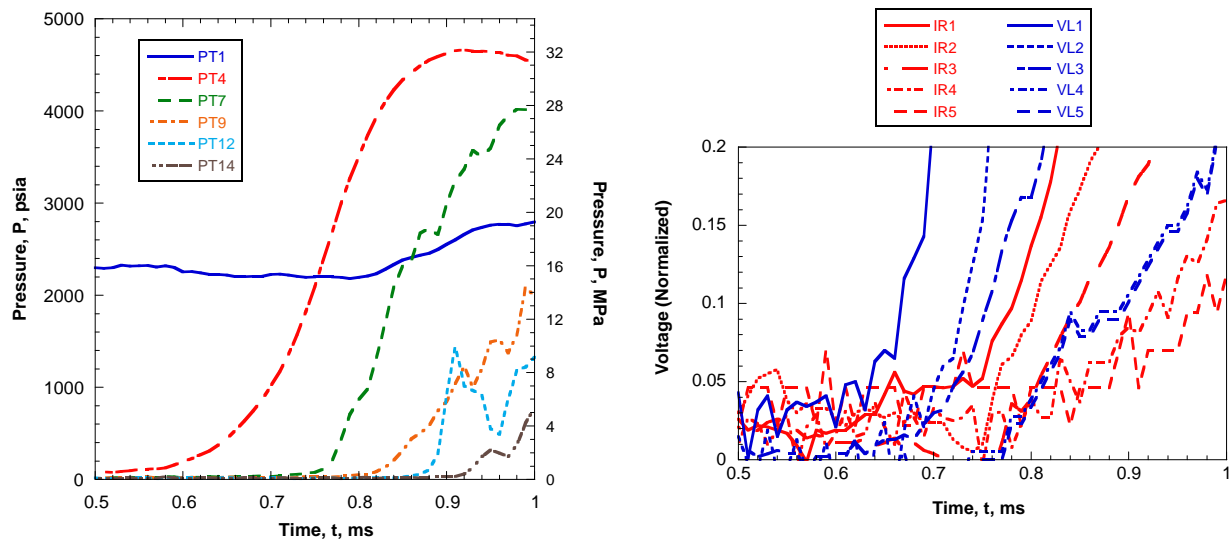 5000
4000
3000
2000
1000
0
Pressure, P, psia
PT1
PT4
PT7
PT9
PT12
PT14
32
28
24
20
16
12
8
4
0
Pressure, P, MPa
0.5 0.6 0.7 0.8 0.9 1
Time, t, ms
IR1 VL1
IR2 VL2
IR3 VL3
IR4 VL4
IR5 VL5
0.2
0.15
0.1
0.05
0
Voltage (Normalized)
0.5 0.6 0.7 0.8 0.9 1
Time, t, ms